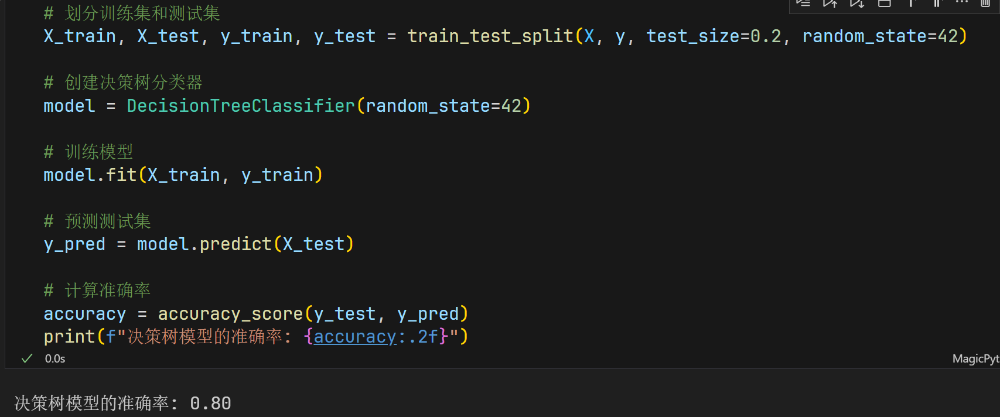 # 划分训练集和测试集
X_train, X_test, y_train, y_test = train_test_split(X, y, test_size=0.2, random_state=42)
# 创建决策树分类器
model = DecisionTreeClassifier(random_state=42)
# 训练模型
model.fit(X_train, y_train)
# 预测测试集
y_pred = model.predict(X_test)
# 计算准确率
accuracy = accuracy_score(y_test, y_pred)
print(f"决策树模型的准确率: {accuracy:.2f}")
0.0s
MagicPyt
决策树模型的准确率: 0.80